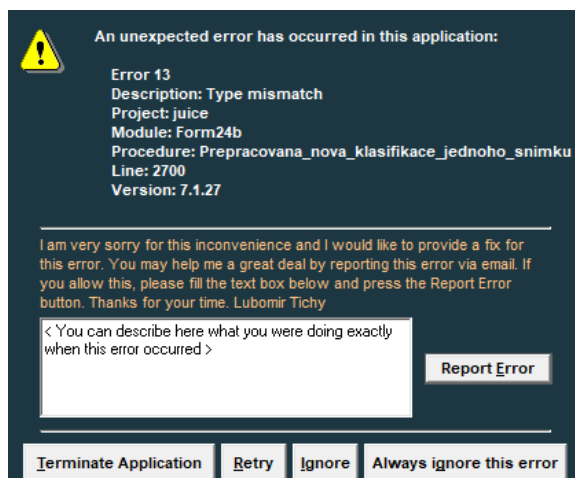 An unexpected error has occurred in this application:
Error 13
Description: Type mismatch
Project: juice
Module: Form24b
Procedure: Prepracovana_nova_klasifikace_jednoho_snimku
Line: 2700
Version: 7.1.27
I am very sorry for this inconvenience and I would like to provide a fix for
this error. You may help me a great deal by reporting this error via email. If
you allow this, please fill the text box below and press the Report Error
button. Thanks for your time. Lubomir Tichy
< You can describe here what you were doing exactly
when this error occurred >
Report Error
Terminate Application Retry Ignore Always ignore this error